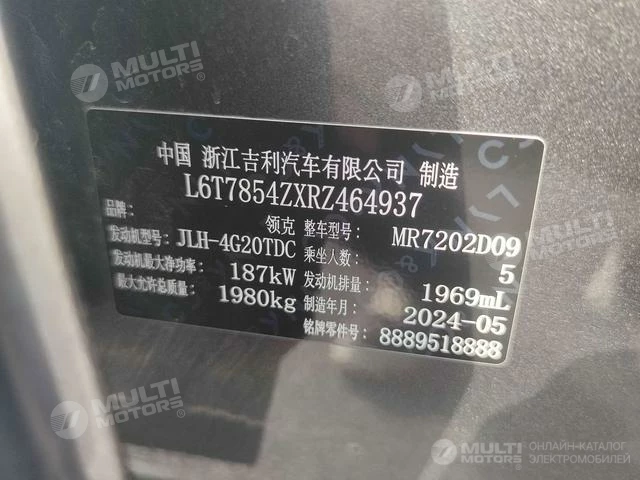 MULTI MOTORS
MULTI MOTORS
中国 浙江吉利汽车有限公司 制造
L6T7854ZXRZ464937
品牌: 领克 整车型号: MR7202D09
发动机型号: JLH-4G20TDC 乘坐人数: 5
发动机最大净功率: 187kW 发动机排量: 1969mL
最大允许总质量: 1980kg 制造年月: 2024-05
铭牌零件号: 8889518888
MULTI MOTORS
MULTI MOTORS ОНЛАЙН-КАТАЛОГ ЭЛЕКТРОМОБИЛЕЙ